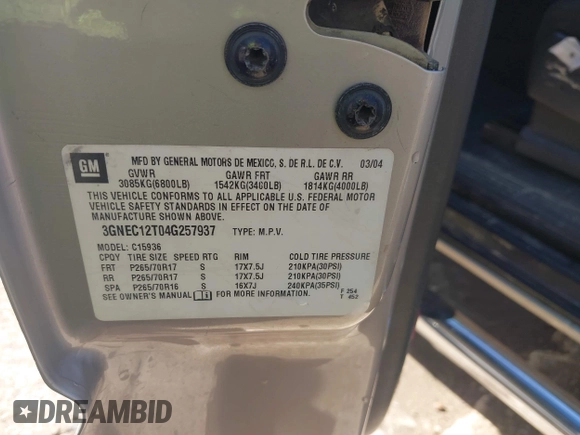 GM
MFD BY GENERAL MOTORS DE MEXICO, S. DE R.L. DE C.V. 03/04
GVWR GAWR FRT GAWR RR
3085KG(6800LB) 1542KG(3400LB) 1814KG(4000LB)
THIS VEHICLE CONFORMS TO ALL APPLICABLE U.S. FEDERAL MOTOR
VEHICLE SAFETY STANDARDS IN EFFECT ON THE DATE OF
MANUFACTURE SHOWN ABOVE.
3GNEC12T04G257937 TYPE: M.P.V.
MODEL: C15936
CPQY TIRE SIZE SPEED RTG RIM COLD TIRE PRESSURE
FRT P265/70R17 S 17X7.5J 210KPA(30PSI)
RR P265/70R17 S 17X7.5J 210KPA(30PSI)
SPA P265/70R16 S 16X7J 240KPA(35PSI)
SEE OWNER'S MANUAL FOR MORE INFORMATION.
F 254
T 452
DREAMBID